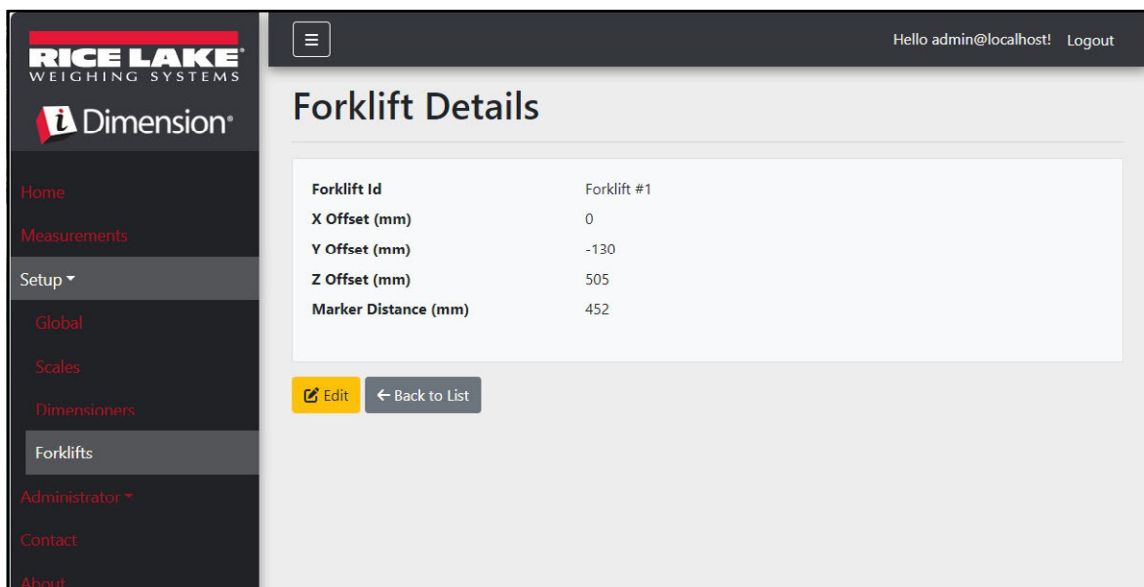 RICE LAKE®
WEIGHING SYSTEMS
i Dimension®
Home
Measurements
Setup
Global
Scales
Dimensioners
Forklifts
Administrator
Contact
About
Hello admin@localhost! Logout
Forklift Details
Forklift Id Forklift #1
X Offset (mm) 0
Y Offset (mm) -130
Z Offset (mm) 505
Marker Distance (mm) 452
Edit ← Back to List